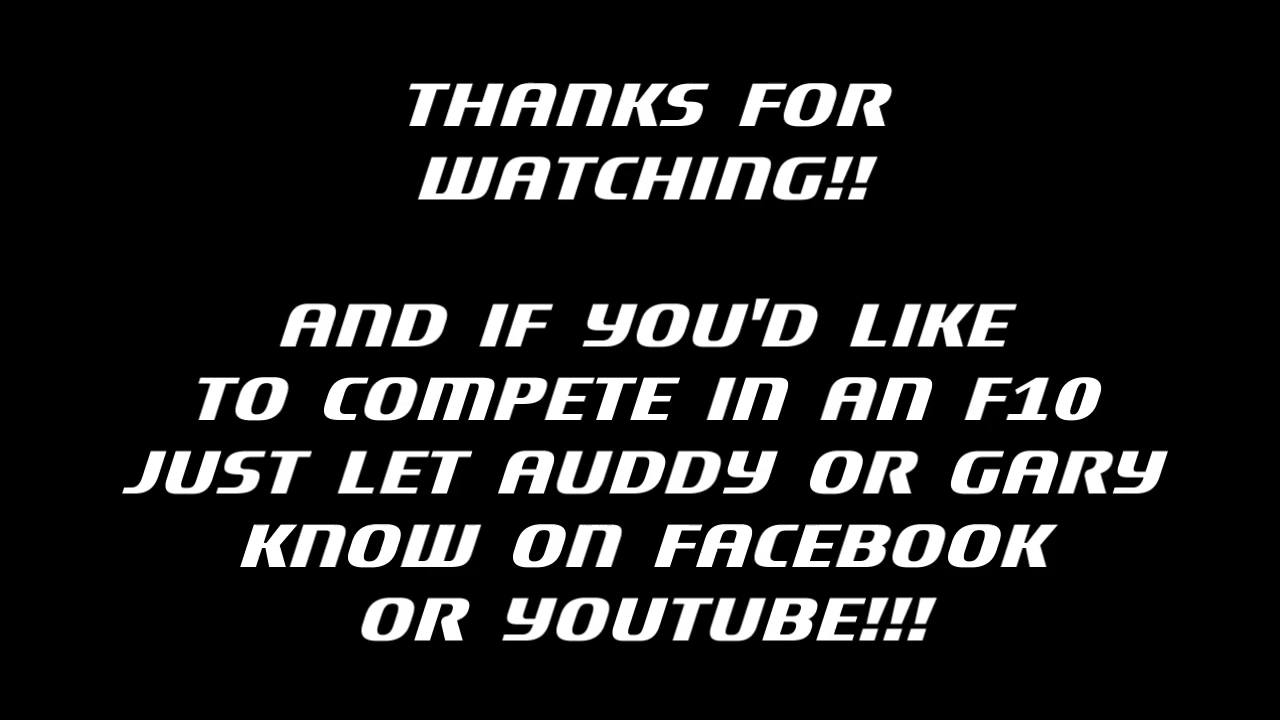 THANKS FOR
WATCHING!!
AND IF YOU'D LIKE
TO COMPETE IN AN F10
JUST LET AUDDY OR GARY
KNOW ON FACEBOOK
OR YOUTUBE!!!